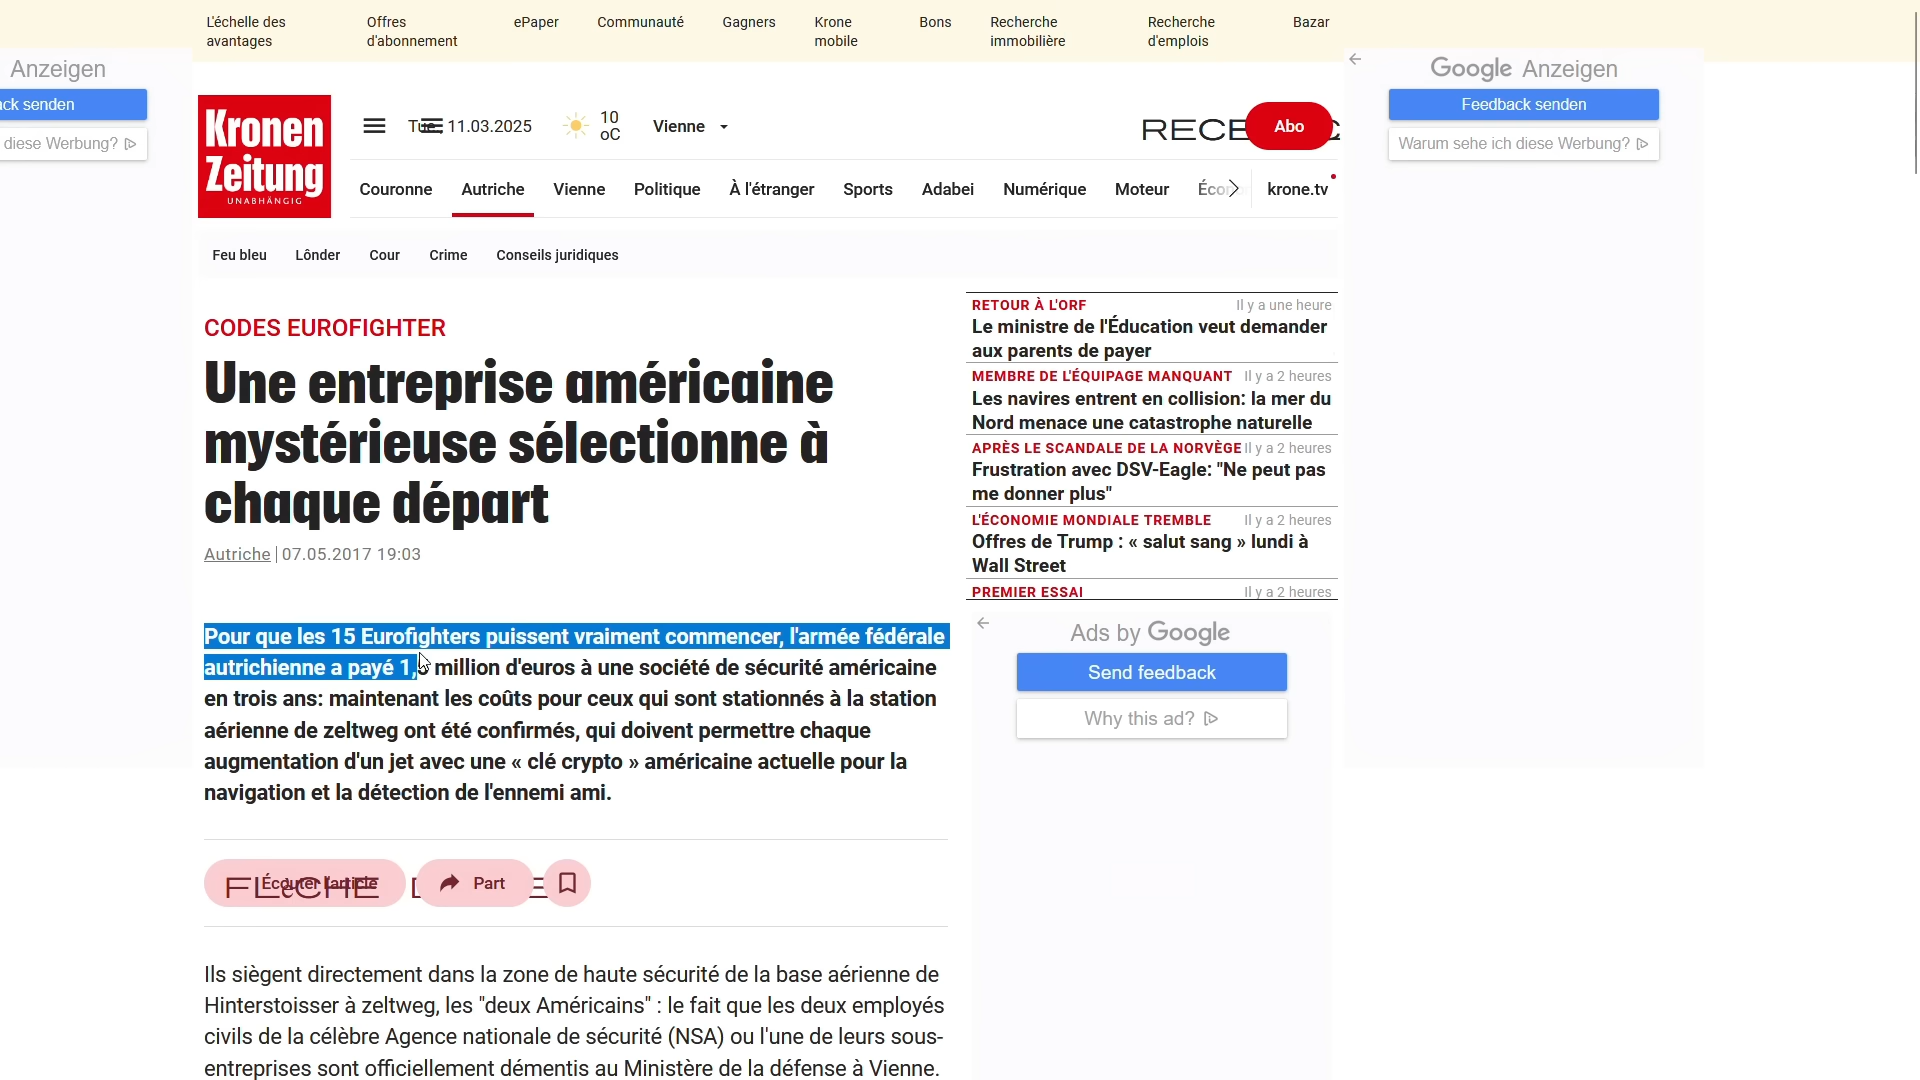 L'échelle des avantages
Offres d'abonnement
ePaper
Communauté
Gagners
Krone mobile
Bons
Recherche immobilière
Recherche d'emplois
Bazar
Anzeigen
ck senden
diese Werbung?
Kronen
Zeitung
UNABHÄNGIG
Tue, 11.03.2025
10 oC
Vienne
RECE
Abo
Google Anzeigen
Feedback senden
Warum sehe ich diese Werbung?
Couronne
Autriche
Vienne
Politique
À l'étranger
Sports
Adabei
Numérique
Moteur
Écon
krone.tv
Feu bleu
Lônder
Cour
Crime
Conseils juridiques
CODES EUROFIGHTER
Une entreprise américaine
mystérieuse sélectionne à
chaque départ
Autriche | 07.05.2017 19:03
Pour que les 15 Eurofighters puissent vraiment commencer, l'armée fédérale
autrichienne a payé 1, million d'euros à une société de sécurité américaine
en trois ans: maintenant les coûts pour ceux qui sont stationnés à la station
aérienne de zeltweg ont été confirmés, qui doivent permettre chaque
augmentation d'un jet avec une « clé crypto » américaine actuelle pour la
navigation et la détection de l'ennemi ami.
Écouter l'article
FLeCHE
Part
Ils siègent directement dans la zone de haute sécurité de la base aérienne de
Hinterstoisser à zeltweg, les "deux Américains" : le fait que les deux employés
civils de la célèbre Agence nationale de sécurité (NSA) ou l'une de leurs sous-
entreprises sont officiellement démentis au Ministère de la défense à Vienne.
RETOUR À L'ORF Il y a une heure
Le ministre de l'Éducation veut demander
aux parents de payer
MEMBRE DE L'ÉQUIPAGE MANQUANT Il y a 2 heures
Les navires entrent en collision: la mer du
Nord menace une catastrophe naturelle
APRÈS LE SCANDALE DE LA NORVÈGE Il y a 2 heures
Frustration avec DSV-Eagle: "Ne peut pas
me donner plus"
L'ÉCONOMIE MONDIALE TREMBLE Il y a 2 heures
Offres de Trump : « salut sang » lundi à
Wall Street
PREMIER ESSAI Il y a 2 heures
Ads by Google
Send feedback
Why this ad?